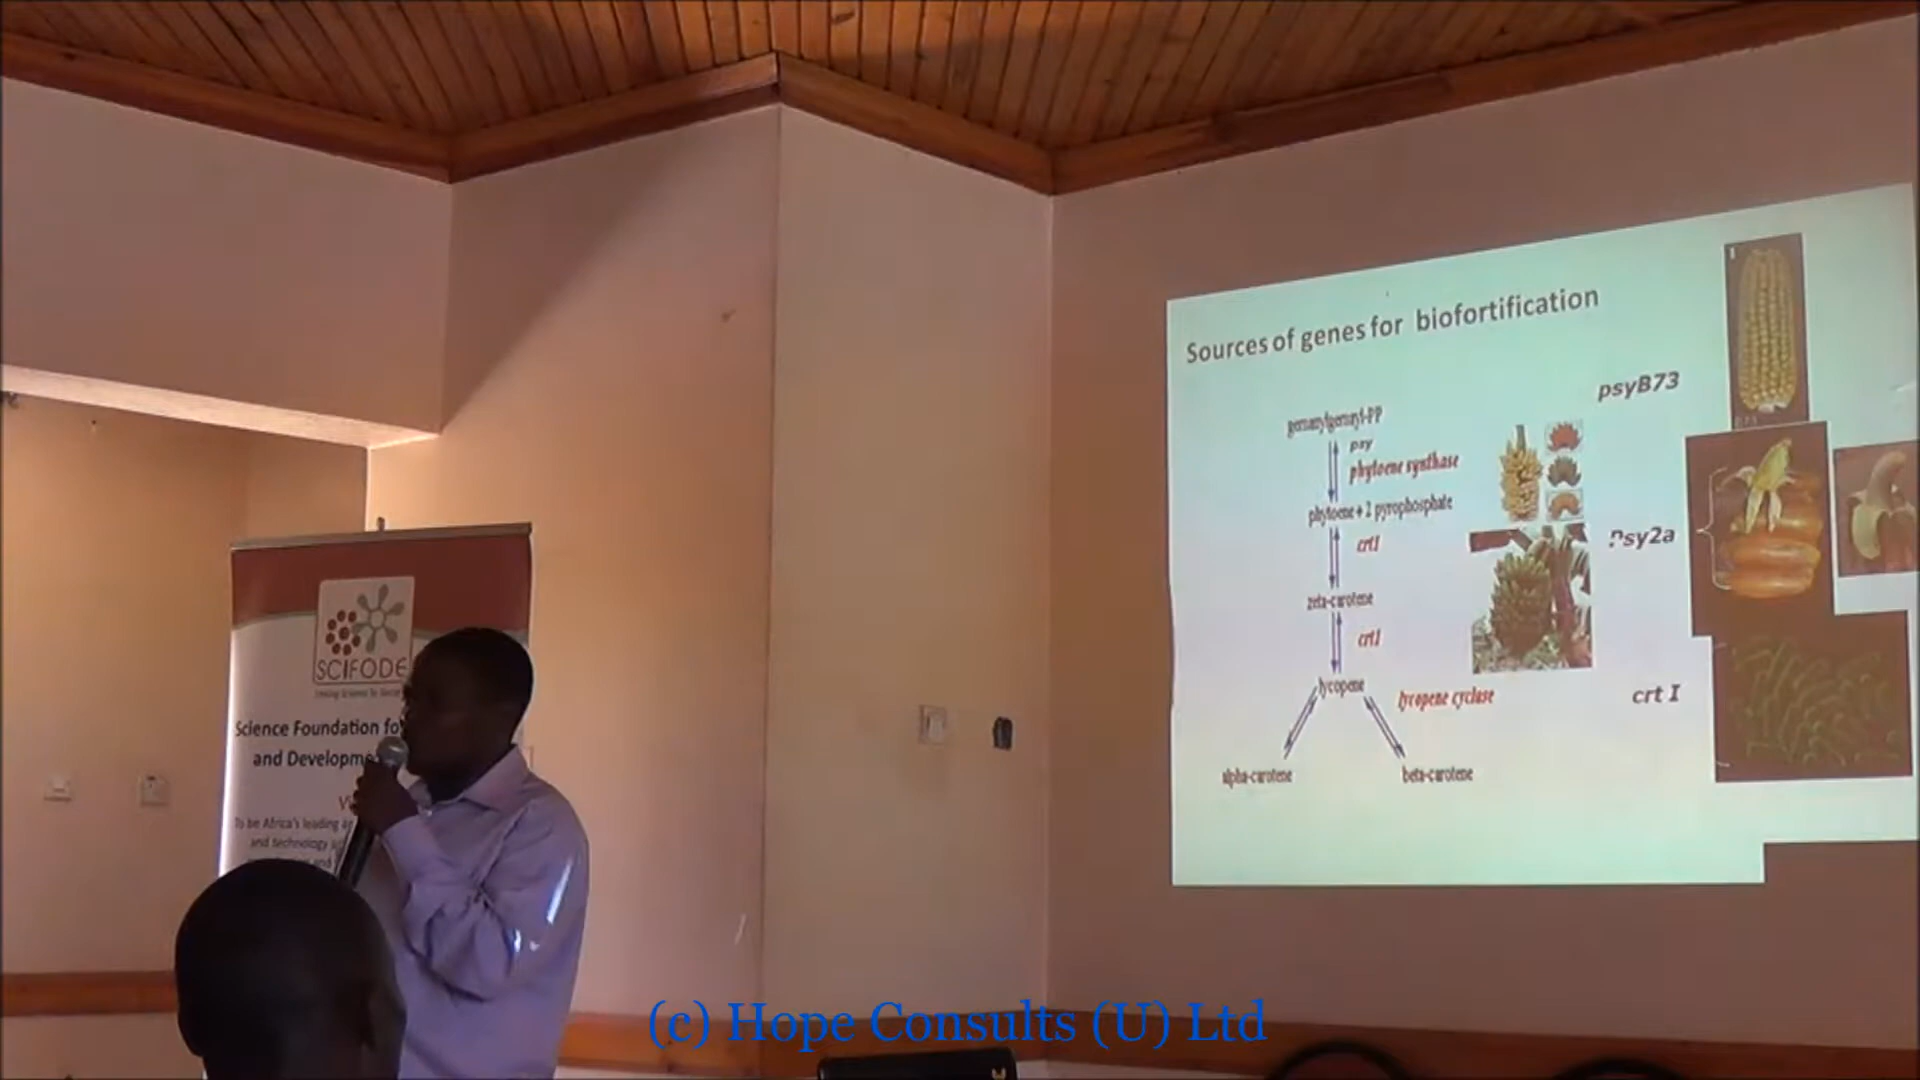 SCIFODE
Science Foundation fo
and Developme
To be Africa's leading
and technology
and
Sources of genes for biofortification
psyB73
geranylgeranyl-PP
psy
phytoene synthase
phytoene + 2 pyrophosphate
crtI
Psy2a
zeta-carotene
crtI
lycopene
lycopene cyclase
crt I
alpha-carotene
beta-carotene
(c) Hope Consults (U) Ltd